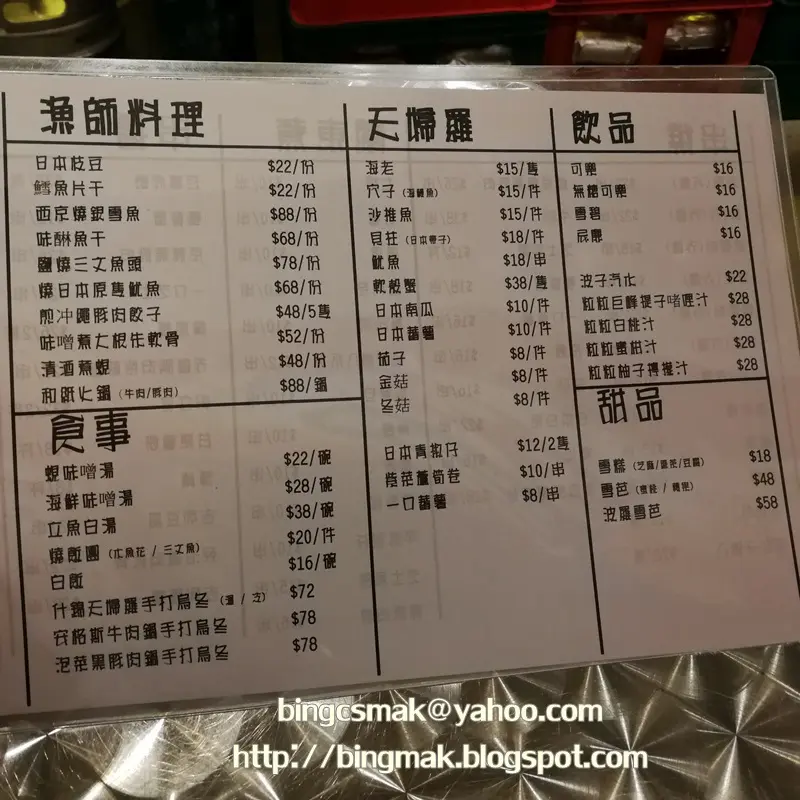 漁師料理
日本枝豆 $22/份
鱈魚片干 $22/份
西京燒銀雪魚 $88/份
味醂魚干 $68/份
鹽燒三文魚頭 $78/份
燒日本原隻魷魚 $68/份
煎沖繩豚肉餃子 $48/5隻
味噌煮大根牛軟骨 $52/份
清酒煮蜆 $48/份
和紙火鍋 (牛肉/豚肉) $88/鍋
食事
蜆味噌湯 $22/碗
海鮮味噌湯 $28/碗
立魚白湯 $38/碗
燒飯團 (木魚花 / 三文魚) $20/件
白飯 $16/碗
什錦天婦羅手打烏冬 (湯 / 冷) $72
安格斯牛肉鍋手打烏冬 $78
泡菜黑豚肉鍋手打烏冬 $78
天婦羅
海老 $15/隻
穴子 (海鰻魚) $15/件
沙推魚 $15/件
貝柱 (日本帶子) $18/件
魷魚 $18/串
軟殼蟹 $38/隻
日本南瓜 $10/件
日本蕃薯 $10/件
茄子 $8/件
金菇 $8/件
冬菇 $8/件
日本青椒仔 $12/2隻
紫菜蘆筍卷 $10/串
一口蕃薯 $8/串
飲品
可樂 $16
無糖可樂 $16
雪碧 $16
忌廉 $16
波子汽水 $22
粒粒巨峰提子啫喱汁 $28
粒粒白桃汁 $28
粒粒蜜柑汁 $28
粒粒柚子檸檬汁 $28
甜品
雪糕 (芝麻/豆腐) $18
雪芭 $48
波羅雪芭 $58
bingcsmak@yahoo.com
http://bingmak.blogspot.com